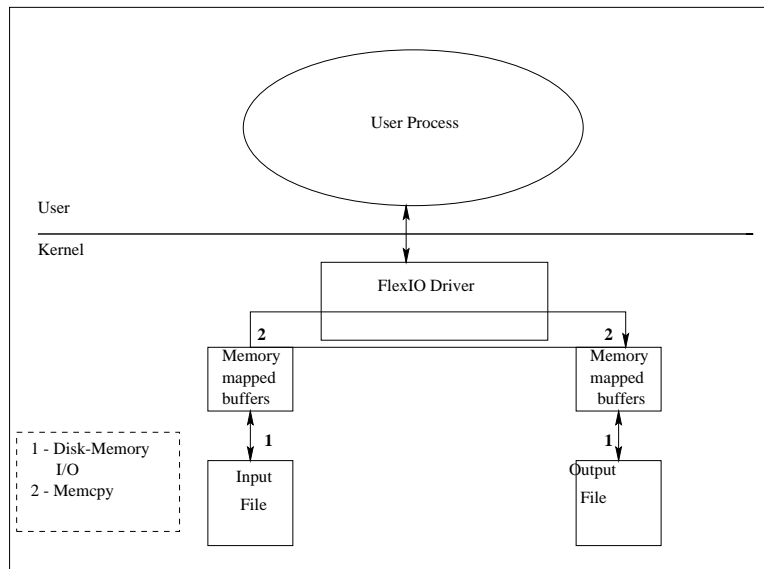 User Process
User
Kernel
FlexIO Driver
2
2
Memory
mapped
buffers
Memory
mapped
buffers
1
1
1 - Disk-Memory
I/O
2 - Memcpy
Input
File
Output
File